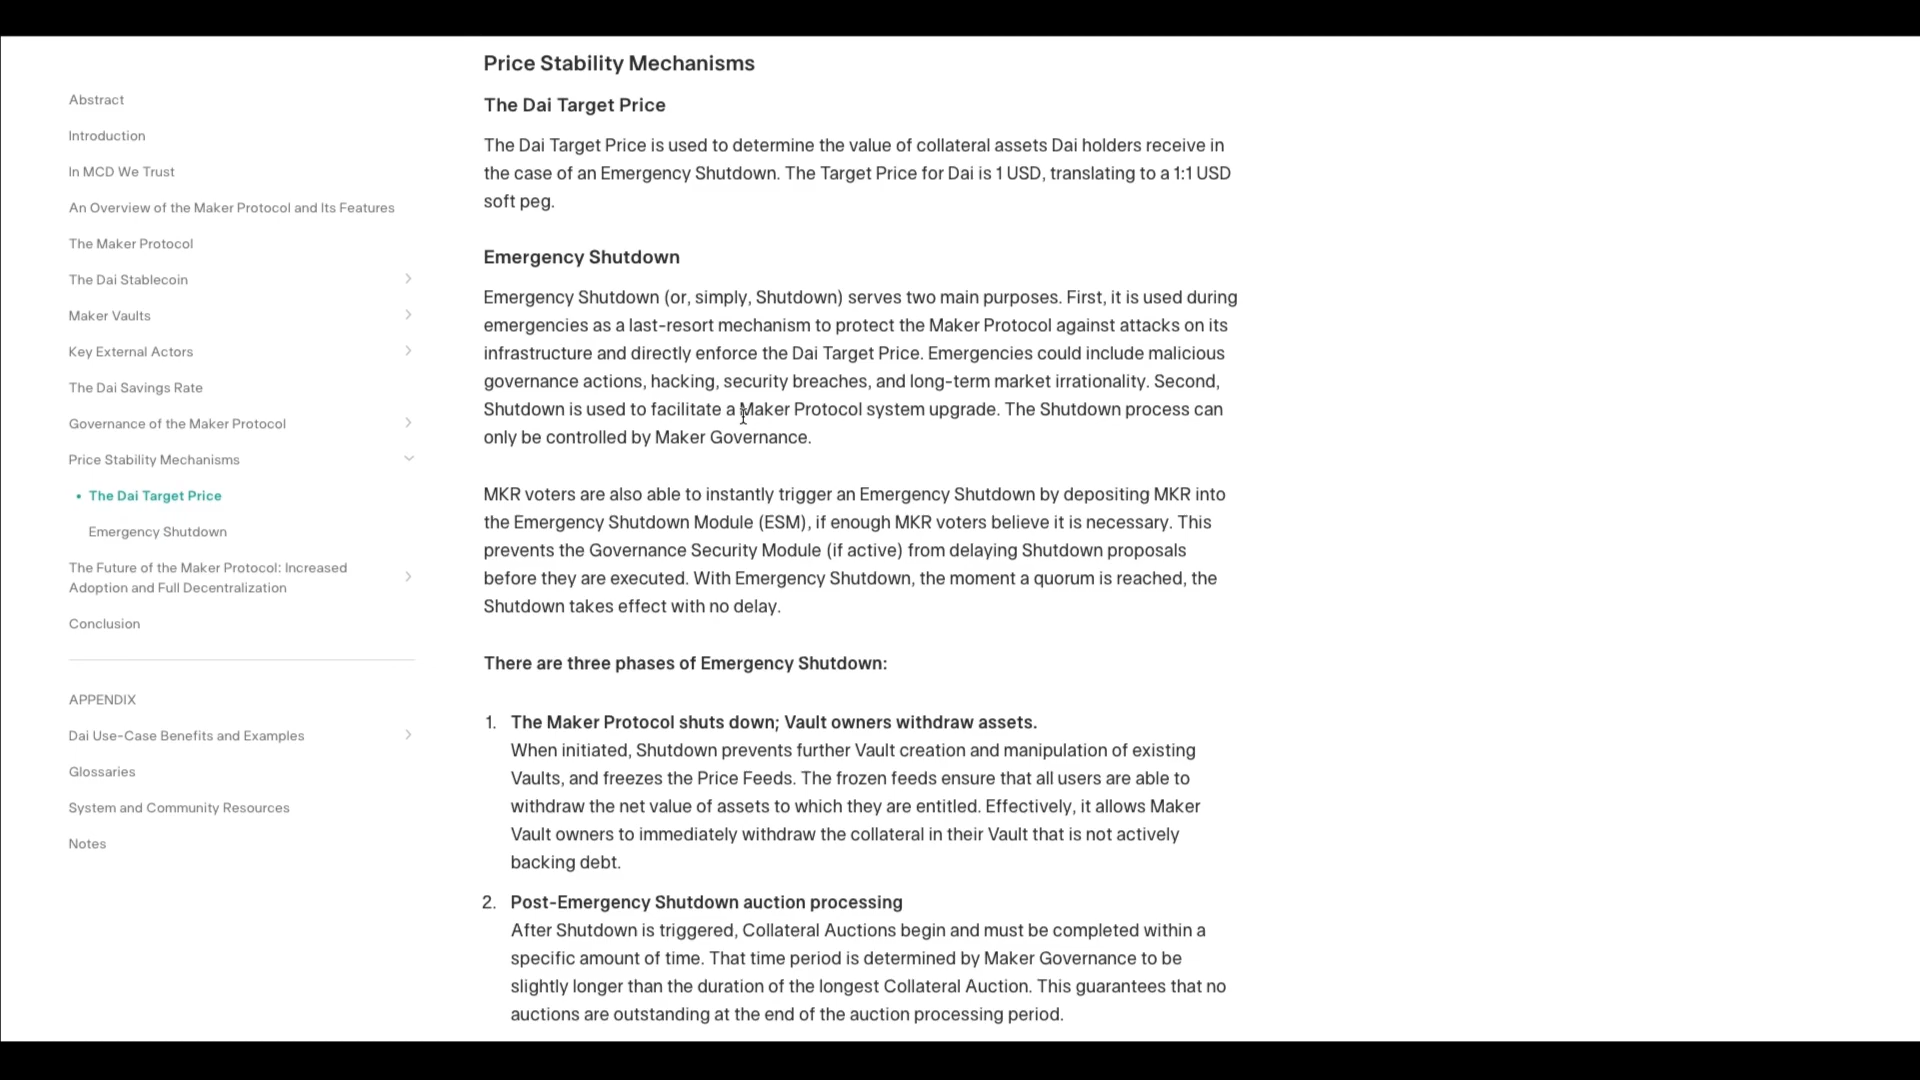 Abstract
Introduction
In MCD We Trust
An Overview of the Maker Protocol and Its Features
The Maker Protocol
The Dai Stablecoin
Maker Vaults
Key External Actors
The Dai Savings Rate
Governance of the Maker Protocol
Price Stability Mechanisms
• The Dai Target Price
Emergency Shutdown
The Future of the Maker Protocol: Increased
Adoption and Full Decentralization
Conclusion
APPENDIX
Dai Use-Case Benefits and Examples
Glossaries
System and Community Resources
Notes
Price Stability Mechanisms
The Dai Target Price
The Dai Target Price is used to determine the value of collateral assets Dai holders receive in
the case of an Emergency Shutdown. The Target Price for Dai is 1 USD, translating to a 1:1 USD
soft peg.
Emergency Shutdown
Emergency Shutdown (or, simply, Shutdown) serves two main purposes. First, it is used during
emergencies as a last-resort mechanism to protect the Maker Protocol against attacks on its
infrastructure and directly enforce the Dai Target Price. Emergencies could include malicious
governance actions, hacking, security breaches, and long-term market irrationality. Second,
Shutdown is used to facilitate a Maker Protocol system upgrade. The Shutdown process can
only be controlled by Maker Governance.
MKR voters are also able to instantly trigger an Emergency Shutdown by depositing MKR into
the Emergency Shutdown Module (ESM), if enough MKR voters believe it is necessary. This
prevents the Governance Security Module (if active) from delaying Shutdown proposals
before they are executed. With Emergency Shutdown, the moment a quorum is reached, the
Shutdown takes effect with no delay.
There are three phases of Emergency Shutdown:
1. The Maker Protocol shuts down; Vault owners withdraw assets.
When initiated, Shutdown prevents further Vault creation and manipulation of existing
Vaults, and freezes the Price Feeds. The frozen feeds ensure that all users are able to
withdraw the net value of assets to which they are entitled. Effectively, it allows Maker
Vault owners to immediately withdraw the collateral in their Vault that is not actively
backing debt.
2. Post-Emergency Shutdown auction processing
After Shutdown is triggered, Collateral Auctions begin and must be completed within a
specific amount of time. That time period is determined by Maker Governance to be
slightly longer than the duration of the longest Collateral Auction. This guarantees that no
auctions are outstanding at the end of the auction processing period.